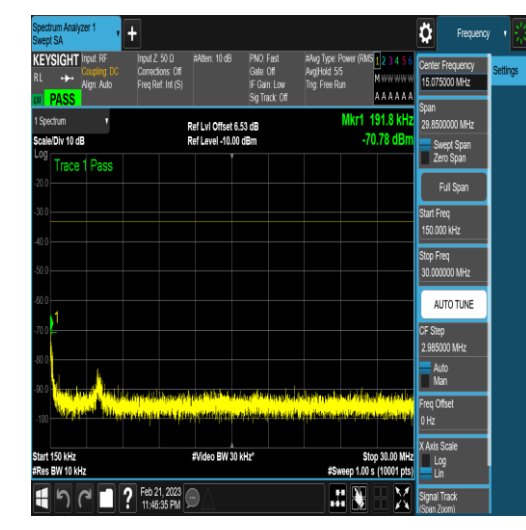 Spectrum Analyzer 1
Swept SA
Frequency
KEYSIGHT
Input: RF
Coupling: DC
Align: Auto
Input Z: 50 Ω
Corrections: Off
Freq Ref: Int (S)
#Atten: 10 dB
PNO: Fast
Gate: Off
IF Gain: Low
Sig Track: Off
#Avg Type: Power (RMS
Avg|Hold: 5/5
Trig: Free Run
1 2 3 4 5 6
M W W W W W
A A A A A A
R L
PASS
Center Frequency
15.075000 MHz
Settings
1 Spectrum
Scale/Div 10 dB
Ref Lvl Offset 6.53 dB
Ref Level -10.00 dBm
Mkr1 191.8 kHz
-70.78 dBm
Log
Trace 1 Pass
-20.0
-30.0
-40.0
-50.0
-60.0
-70.0
-80.0
-90.0
-100
1
Start 150 kHz
#Res BW 10 kHz
#Video BW 30 kHz*
Stop 30.00 MHz
#Sweep 1.00 s (10001 pts)
Span
29.8500000 MHz
Swept Span
Zero Span
Full Span
Start Freq
150.000 kHz
Stop Freq
30.000000 MHz
AUTO TUNE
CF Step
2.985000 MHz
Auto
Man
Freq Offset
0 Hz
X Axis Scale
Log
Lin
Signal Track
(Span Zoom)
?
Feb 21, 2023
11:46:35 PM